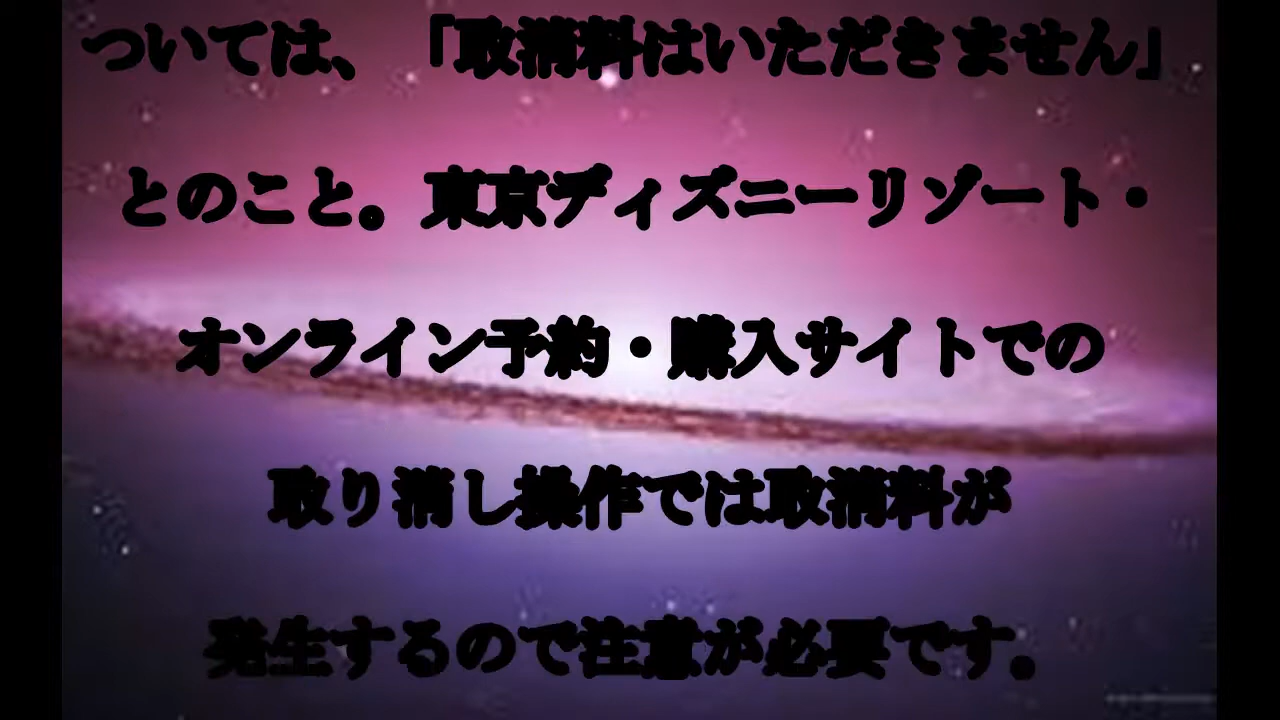 ついては、「取消料はいただきません」
とのこと。東京ディズニーリゾート・
オンライン予約・購入サイトでの
取り消し操作では取消料が
発生するので注意が必要です。